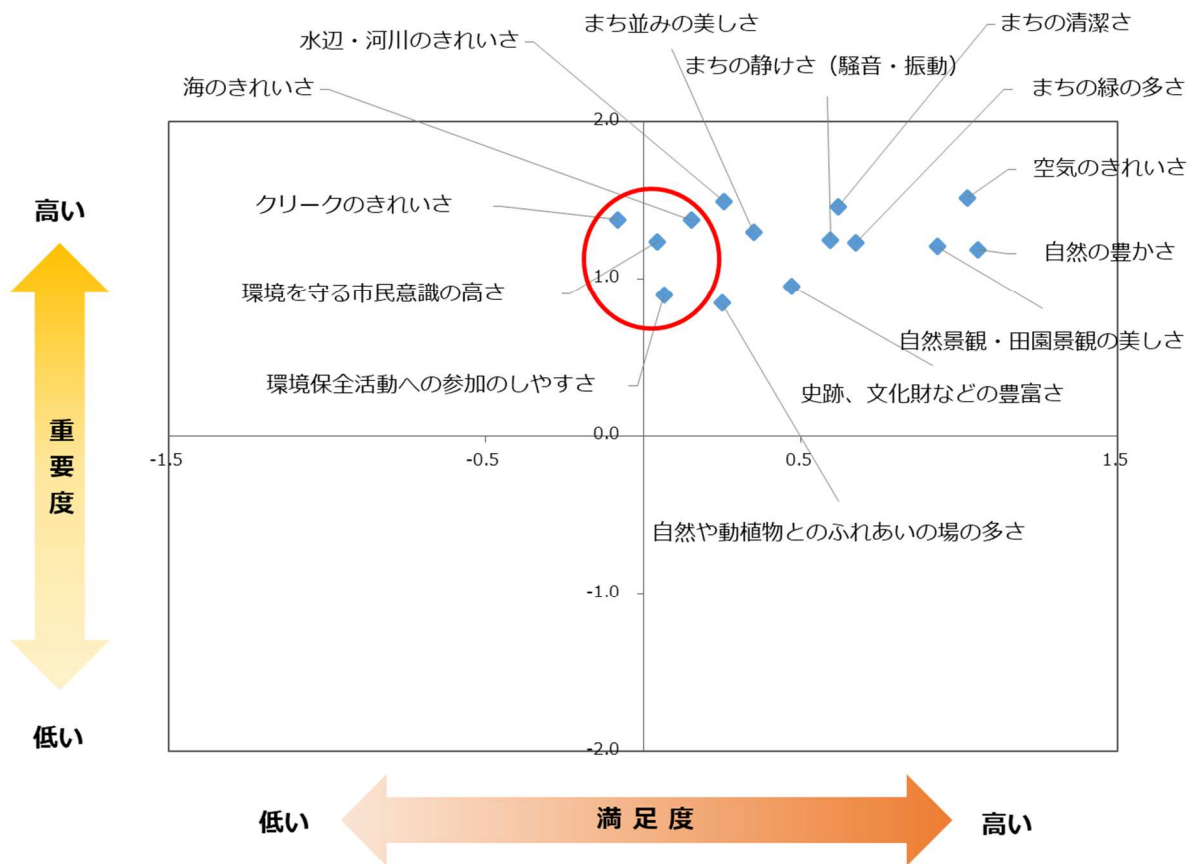 まち並みの美しさ
まちの清潔さ
水辺・河川のきれいさ
まちの静けさ（騒音・振動）
海のきれいさ
まちの緑の多さ
2.0
空気のきれいさ
高い
クリークのきれいさ
自然の豊かさ
1.0
環境を守る市民意識の高さ
自然景観・田園景観の美しさ
環境保全活動への参加のしやすさ
史跡、文化財などの豊富さ
重要度
0.0
-1.5
-0.5
0.5
1.5
自然や動植物とのふれあいの場の多さ
-1.0
低い
-2.0
低い
満足度
高い